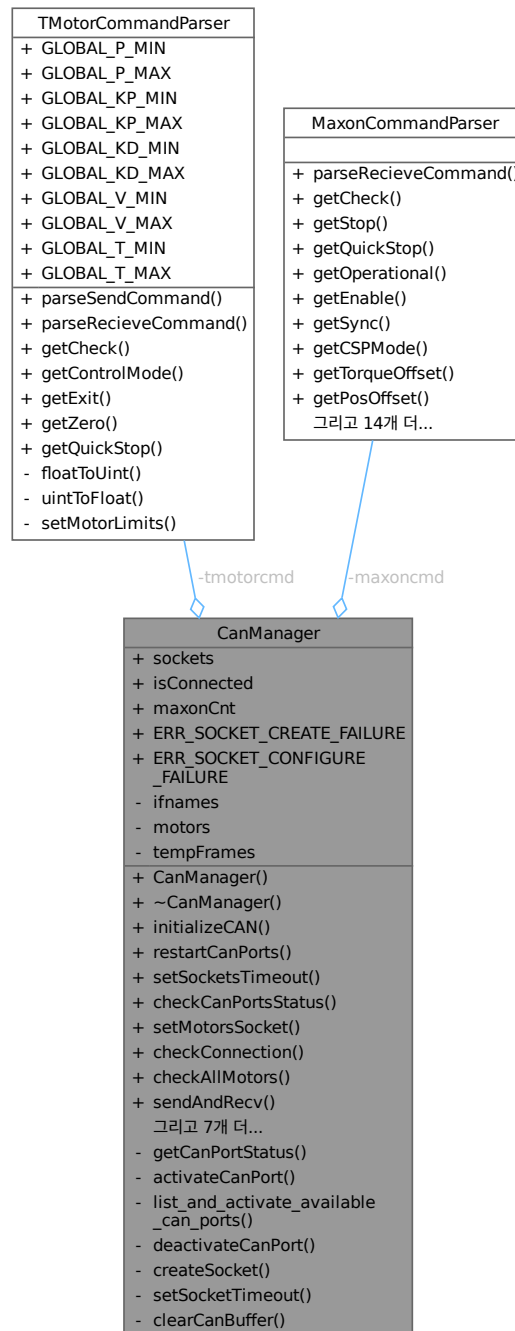 TMotorCommandParser
+ GLOBAL_P_MIN
+ GLOBAL_P_MAX
+ GLOBAL_KP_MIN
+ GLOBAL_KP_MAX
+ GLOBAL_KD_MIN
+ GLOBAL_KD_MAX
+ GLOBAL_V_MIN
+ GLOBAL_V_MAX
+ GLOBAL_T_MIN
+ GLOBAL_T_MAX
+ parseSendCommand()
+ parseRecieveCommand()
+ getCheck()
+ getControlMode()
+ getExit()
+ getZero()
+ getQuickStop()
- floatToUint()
- uintToFloat()
- setMotorLimits()
MaxonCommandParser
+ parseRecieveCommand()
+ getCheck()
+ getStop()
+ getQuickStop()
+ getOperational()
+ getEnable()
+ getSync()
+ getCSPMode()
+ getTorqueOffset()
+ getPosOffset()
그리고 14개 더...
-tmotorcmd
-maxoncmd
CanManager
+ sockets
+ isConnected
+ maxonCnt
+ ERR_SOCKET_CREATE_FAILURE
+ ERR_SOCKET_CONFIGURE
_FAILURE
- ifnames
- motors
- tempFrames
+ CanManager()
+ ~CanManager()
+ initializeCAN()
+ restartCanPorts()
+ setSocketsTimeout()
+ checkCanPortsStatus()
+ setMotorsSocket()
+ checkConnection()
+ checkAllMotors()
+ sendAndRecv()
그리고 7개 더...
- getCanPortStatus()
- activateCanPort()
- list_and_activate_available
_can_ports()
- deactivateCanPort()
- createSocket()
- setSocketTimeout()
- clearCanBuffer()